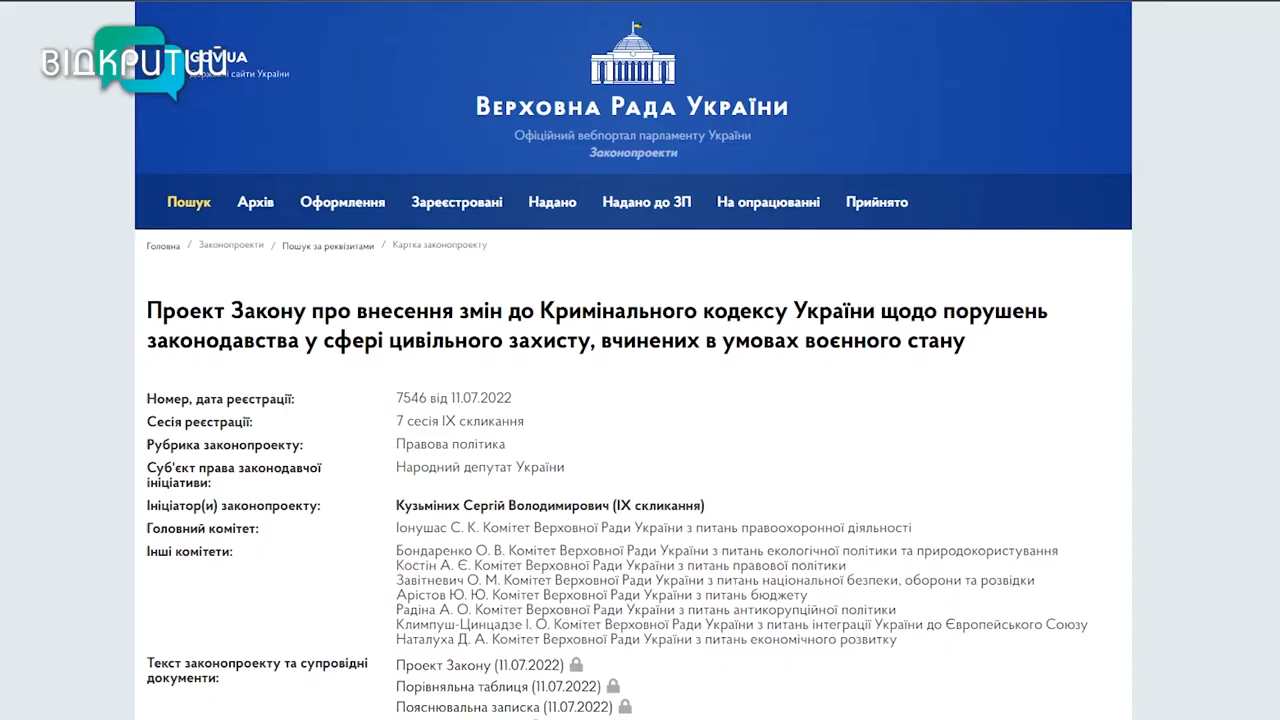 ВІДКРИТИЙ
GOV.UA
Державні сайти України
Верховна Рада України
Офіційний вебпортал парламенту України
Законопроекти
Пошук Архів Оформлення Зареєстровані Надано Надано до ЗП На опрацюванні Прийнято
Головна / Законопроекти / Пошук за реквізитами / Картка законопроекту
Проект Закону про внесення змін до Кримінального кодексу України щодо порушень
законодавства у сфері цивільного захисту, вчинених в умовах воєнного стану
Номер, дата реєстрації: 7546 від 11.07.2022
Сесія реєстрації: 7 сесія IX скликання
Рубрика законопроекту: Правова політика
Суб'єкт права законодавчої Народний депутат України
ініціативи:
Ініціатор(и) законопроекту: Кузьміних Сергій Володимирович (IX скликання)
Головний комітет: Іонушас С. К. Комітет Верховної Ради України з питань правоохоронної діяльності
Інші комітети: Бондаренко О. В. Комітет Верховної Ради України з питань екологічної політики та природокористування
Костін А. Є. Комітет Верховної Ради України з питань правової політики
Завітневич О. М. Комітет Верховної Ради України з питань національної безпеки, оборони та розвідки
Арістов Ю. Ю. Комітет Верховної Ради України з питань бюджету
Радіна А. О. Комітет Верховної Ради України з питань антикорупційної політики
Климпуш-Цинцадзе І. О. Комітет Верховної Ради України з питань інтеграції України до Європейського Союзу
Наталуха Д. А. Комітет Верховної Ради України з питань економічного розвитку
Текст законопроекту та супровідні Проект Закону (11.07.2022)
документи:
Порівняльна таблиця (11.07.2022)
Пояснювальна записка (11.07.2022)